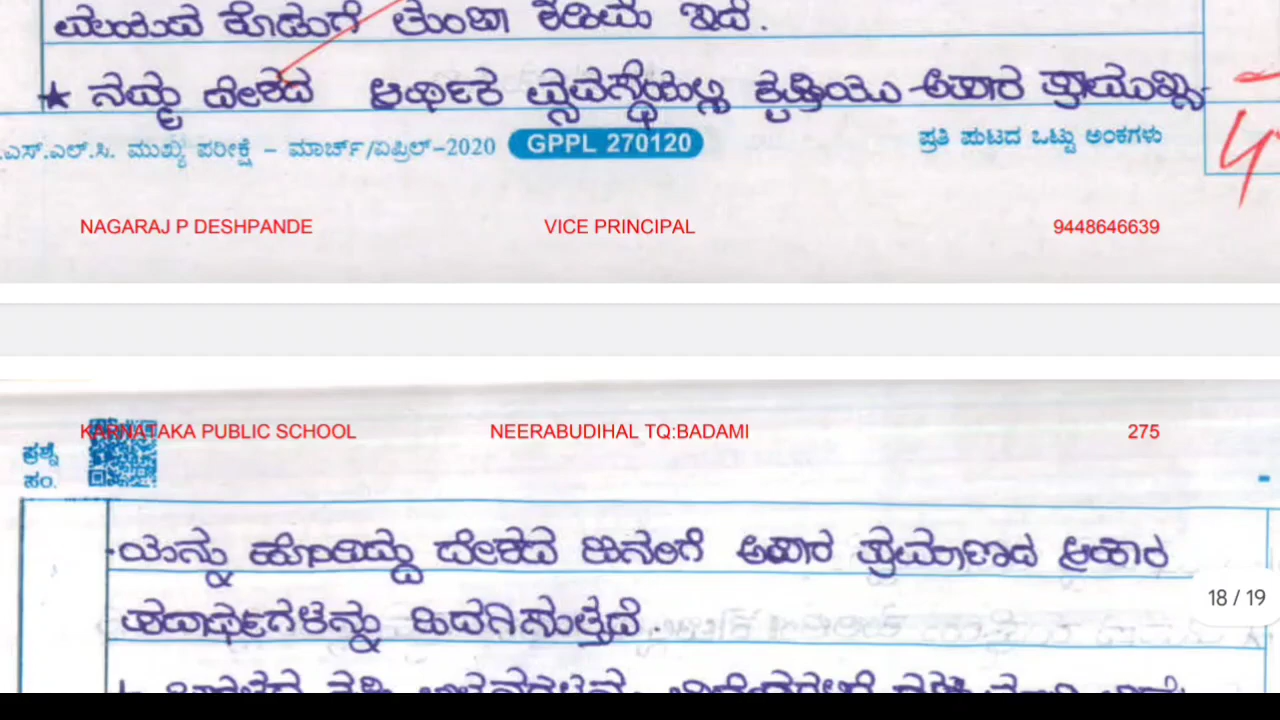 ಕೊಡುಗೆ ತುಂಬಾ ಕಡಿಮೆ ಇದೆ.
★ ನಮ್ಮ ದೇಶದ ಆರ್ಥಿಕ ವ್ಯವಸ್ಥೆಯಲ್ಲಿ ಕೃಷಿಯು ಅಪಾರ ಪ್ರಾಮುಖ್ಯ
.ಎಸ್.ಎಲ್.ಸಿ. ಮುಖ್ಯ ಪರೀಕ್ಷೆ – ಮಾರ್ಚ್/ಏಪ್ರಿಲ್–2020 GPPL 270120 ಪ್ರತಿ ಪುಟದ ಒಟ್ಟು ಅಂಕಗಳು
NAGARAJ P DESHPANDE VICE PRINCIPAL 9448646639
KARNATAKA PUBLIC SCHOOL NEERABUDIHAL TQ:BADAMI 275
ಪ್ರಶ್ನೆ
ಸಂ.
ಯನ್ನು ಹೊಂದಿದ್ದು ದೇಶದ ಜನರಿಗೆ ಅಪಾರ ಪ್ರಮಾಣದ ಆಹಾರ
18 / 19
ಪದಾರ್ಥಗಳನ್ನು ಒದಗಿಸುತ್ತದೆ.